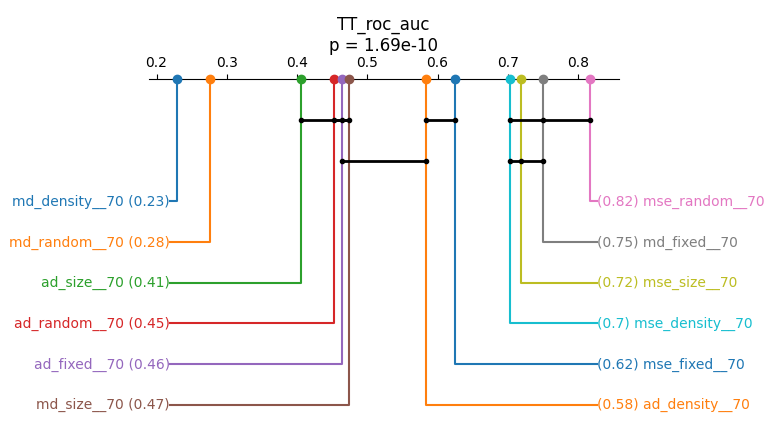 TT_roc_auc
p = 1.69e-10
0.2 0.3 0.4 0.5 0.6 0.7 0.8
md_density__70 (0.23) (0.82) mse_random__70
md_random__70 (0.28) (0.75) md_fixed__70
ad_size__70 (0.41) (0.72) mse_size__70
ad_random__70 (0.45) (0.7) mse_density__70
ad_fixed__70 (0.46) (0.62) mse_fixed__70
md_size__70 (0.47) (0.58) ad_density__70